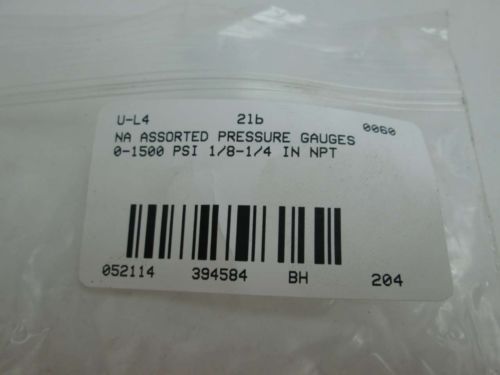 U-L4 2lb 0060
NA ASSORTED PRESSURE GAUGES
0-1500 PSI 1/8-1/4 IN NPT
052114 394584 BH 204